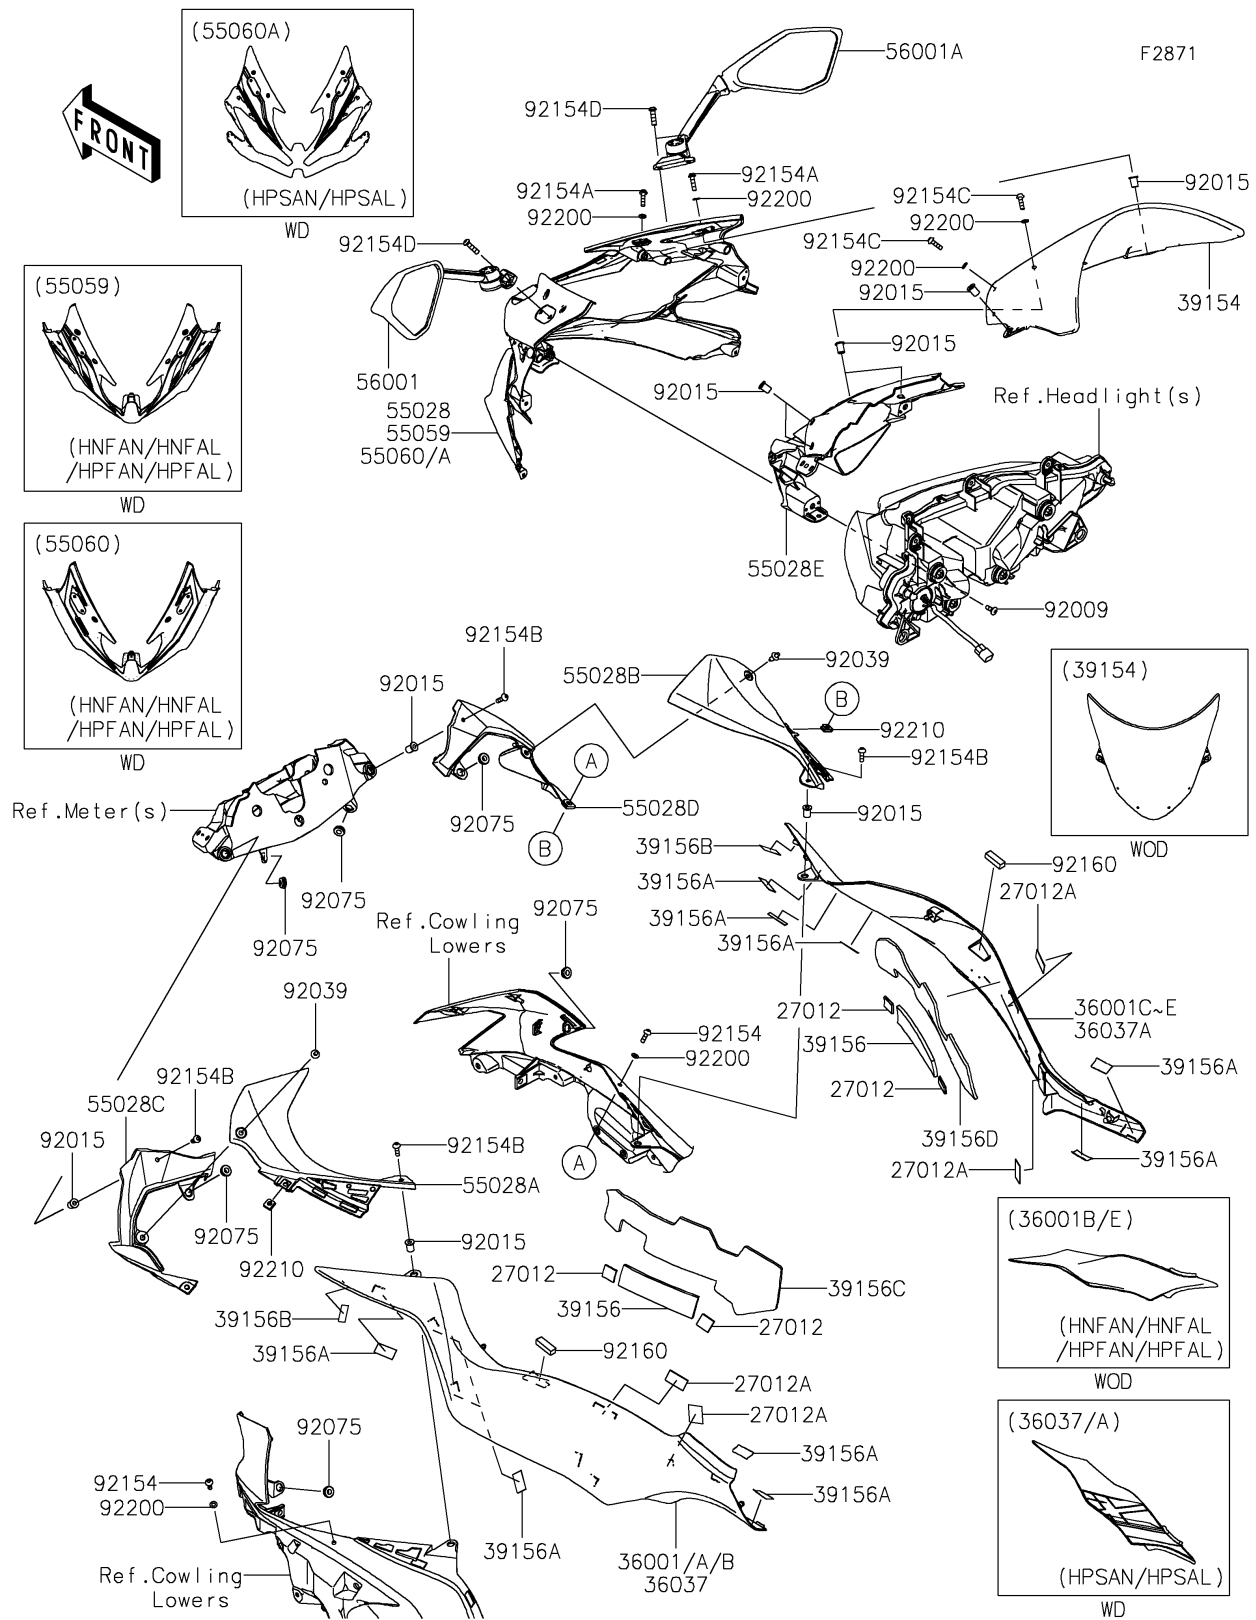 (55060A)
(HPSAN/HPSAL)
WD
FRONT
56001A
F2871
92154D
92154A
92154A
92200
92200
92154D
92154C
92015
92200
92154C
92200
92015
39154
(55059)
(HNFAN/HNFAL
/HPFAN/HPFAL)
WD
56001
55028
55059
55060/A
92015
92015
Ref.Headlight(s)
55028E
92009
(55060)
(HNFAN/HNFAL
/HPFAN/HPFAL)
WD
92154B
92015
55028B
92039
B
92210
92154B
92015
(39154)
WOD
Ref.Meter(s)
A
92075
55028D
B
92075
92075
39156B
39156A
39156A
39156A
92160
27012A
Ref.Cowling
Lowers
92075
92039
92154
92200
27012
39156
27012
36001C~E
36037A
39156A
39156D
27012A
39156A
92154B
55028C
92015
92154B
55028A
A
92075
92210
92015
27012
39156
39156C
27012
(36001B/E)
(HNFAN/HNFAL
/HPFAN/HPFAL)
WOD
39156B
39156A
92160
27012A
27012A
39156A
39156A
(36037/A)
(HPSAN/HPSAL)
WD
92075
92154
92200
39156A
36001/A/B
36037
Ref.Cowling
Lowers